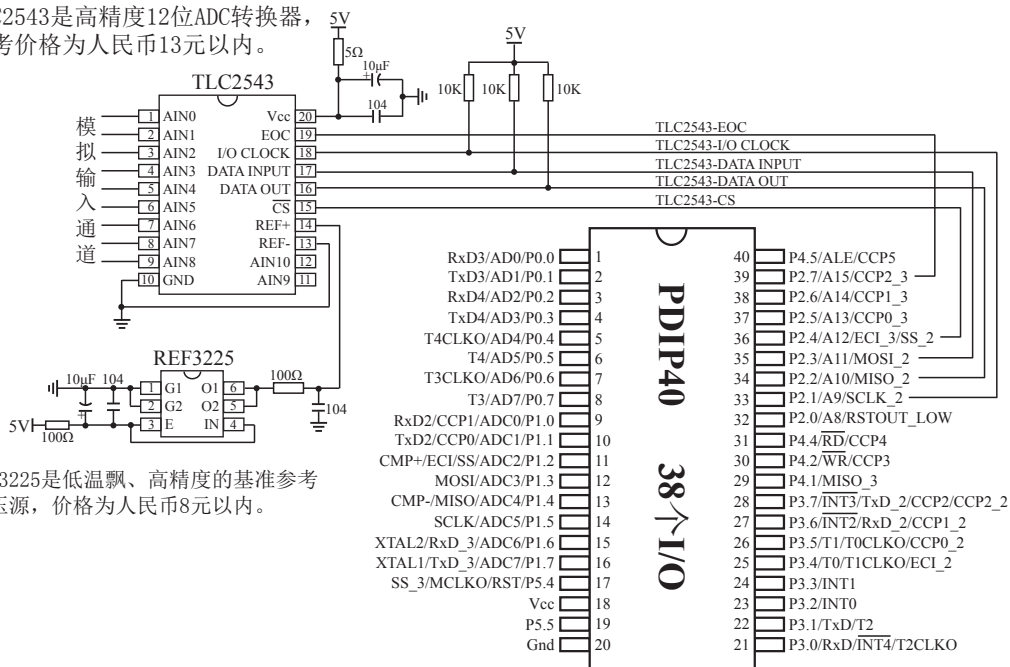 C2543是高精度12位ADC转换器，
考价格为人民币13元以内。
5V
5Ω
10μF
+
104
5V
10K
10K
10K
TLC2543
模拟输入通道
1 AIN0
2 AIN1
3 AIN2
4 AIN3
5 AIN4
6 AIN5
7 AIN6
8 AIN7
9 AIN8
10 GND
Vcc 20
EOC 19
I/O CLOCK 18
DATA INPUT 17
DATA OUT 16
CS 15
REF+ 14
REF- 13
AIN10 12
AIN9 11
TLC2543-EOC
TLC2543-I/O CLOCK
TLC2543-DATA INPUT
TLC2543-DATA OUT
TLC2543-CS
REF3225
10μF 104
+
5V
100Ω
1 G1
2 G2
3 E
O1 6
O2 5
IN 4
100Ω
104
3225是低温飘、高精度的基准参考
压源，价格为人民币8元以内。
PDIP40 38个I/O
RxD3/AD0/P0.0 1
TxD3/AD1/P0.1 2
RxD4/AD2/P0.2 3
TxD4/AD3/P0.3 4
T4CLKO/AD4/P0.4 5
T4/AD5/P0.5 6
T3CLKO/AD6/P0.6 7
T3/AD7/P0.7 8
RxD2/CCP1/ADC0/P1.0 9
TxD2/CCP0/ADC1/P1.1 10
CMP+/ECI/SS/ADC2/P1.2 11
MOSI/ADC3/P1.3 12
CMP-/MISO/ADC4/P1.4 13
SCLK/ADC5/P1.5 14
XTAL2/RxD_3/ADC6/P1.6 15
XTAL1/TxD_3/ADC7/P1.7 16
SS_3/MCLKO/RST/P5.4 17
Vcc 18
P5.5 19
Gnd 20
40 P4.5/ALE/CCP5
39 P2.7/A15/CCP2_3
38 P2.6/A14/CCP1_3
37 P2.5/A13/CCP0_3
36 P2.4/A12/ECI_3/SS_2
35 P2.3/A11/MOSI_2
34 P2.2/A10/MISO_2
33 P2.1/A9/SCLK_2
32 P2.0/A8/RSTOUT_LOW
31 P4.4/RD/CCP4
30 P4.2/WR/CCP3
29 P4.1/MISO_3
28 P3.7/INT3/TxD_2/CCP2/CCP2_2
27 P3.6/INT2/RxD_2/CCP1_2
26 P3.5/T1/T0CLKO/CCP0_2
25 P3.4/T0/T1CLKO/ECI_2
24 P3.3/INT1
23 P3.2/INT0
22 P3.1/TxD/T2
21 P3.0/RxD/INT4/T2CLKO